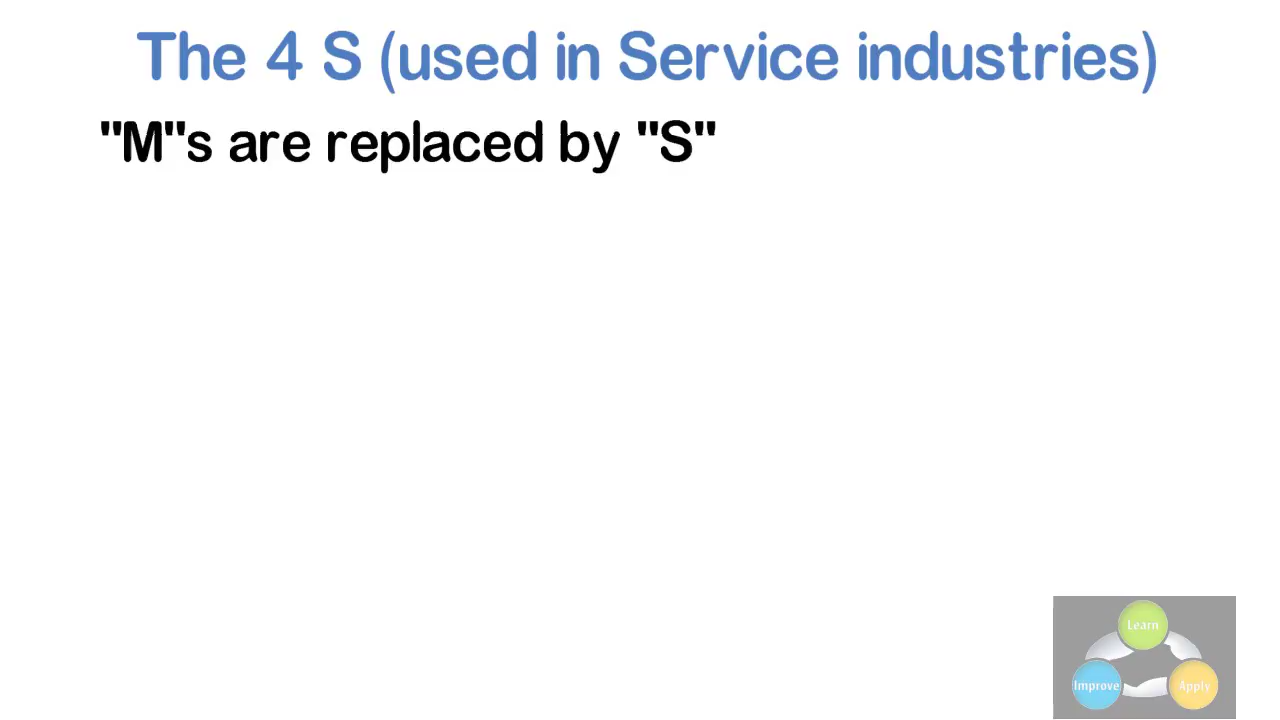 The 4 S (used in Service industries)
"M"s are replaced by "S"
Learn
Improve
Apply